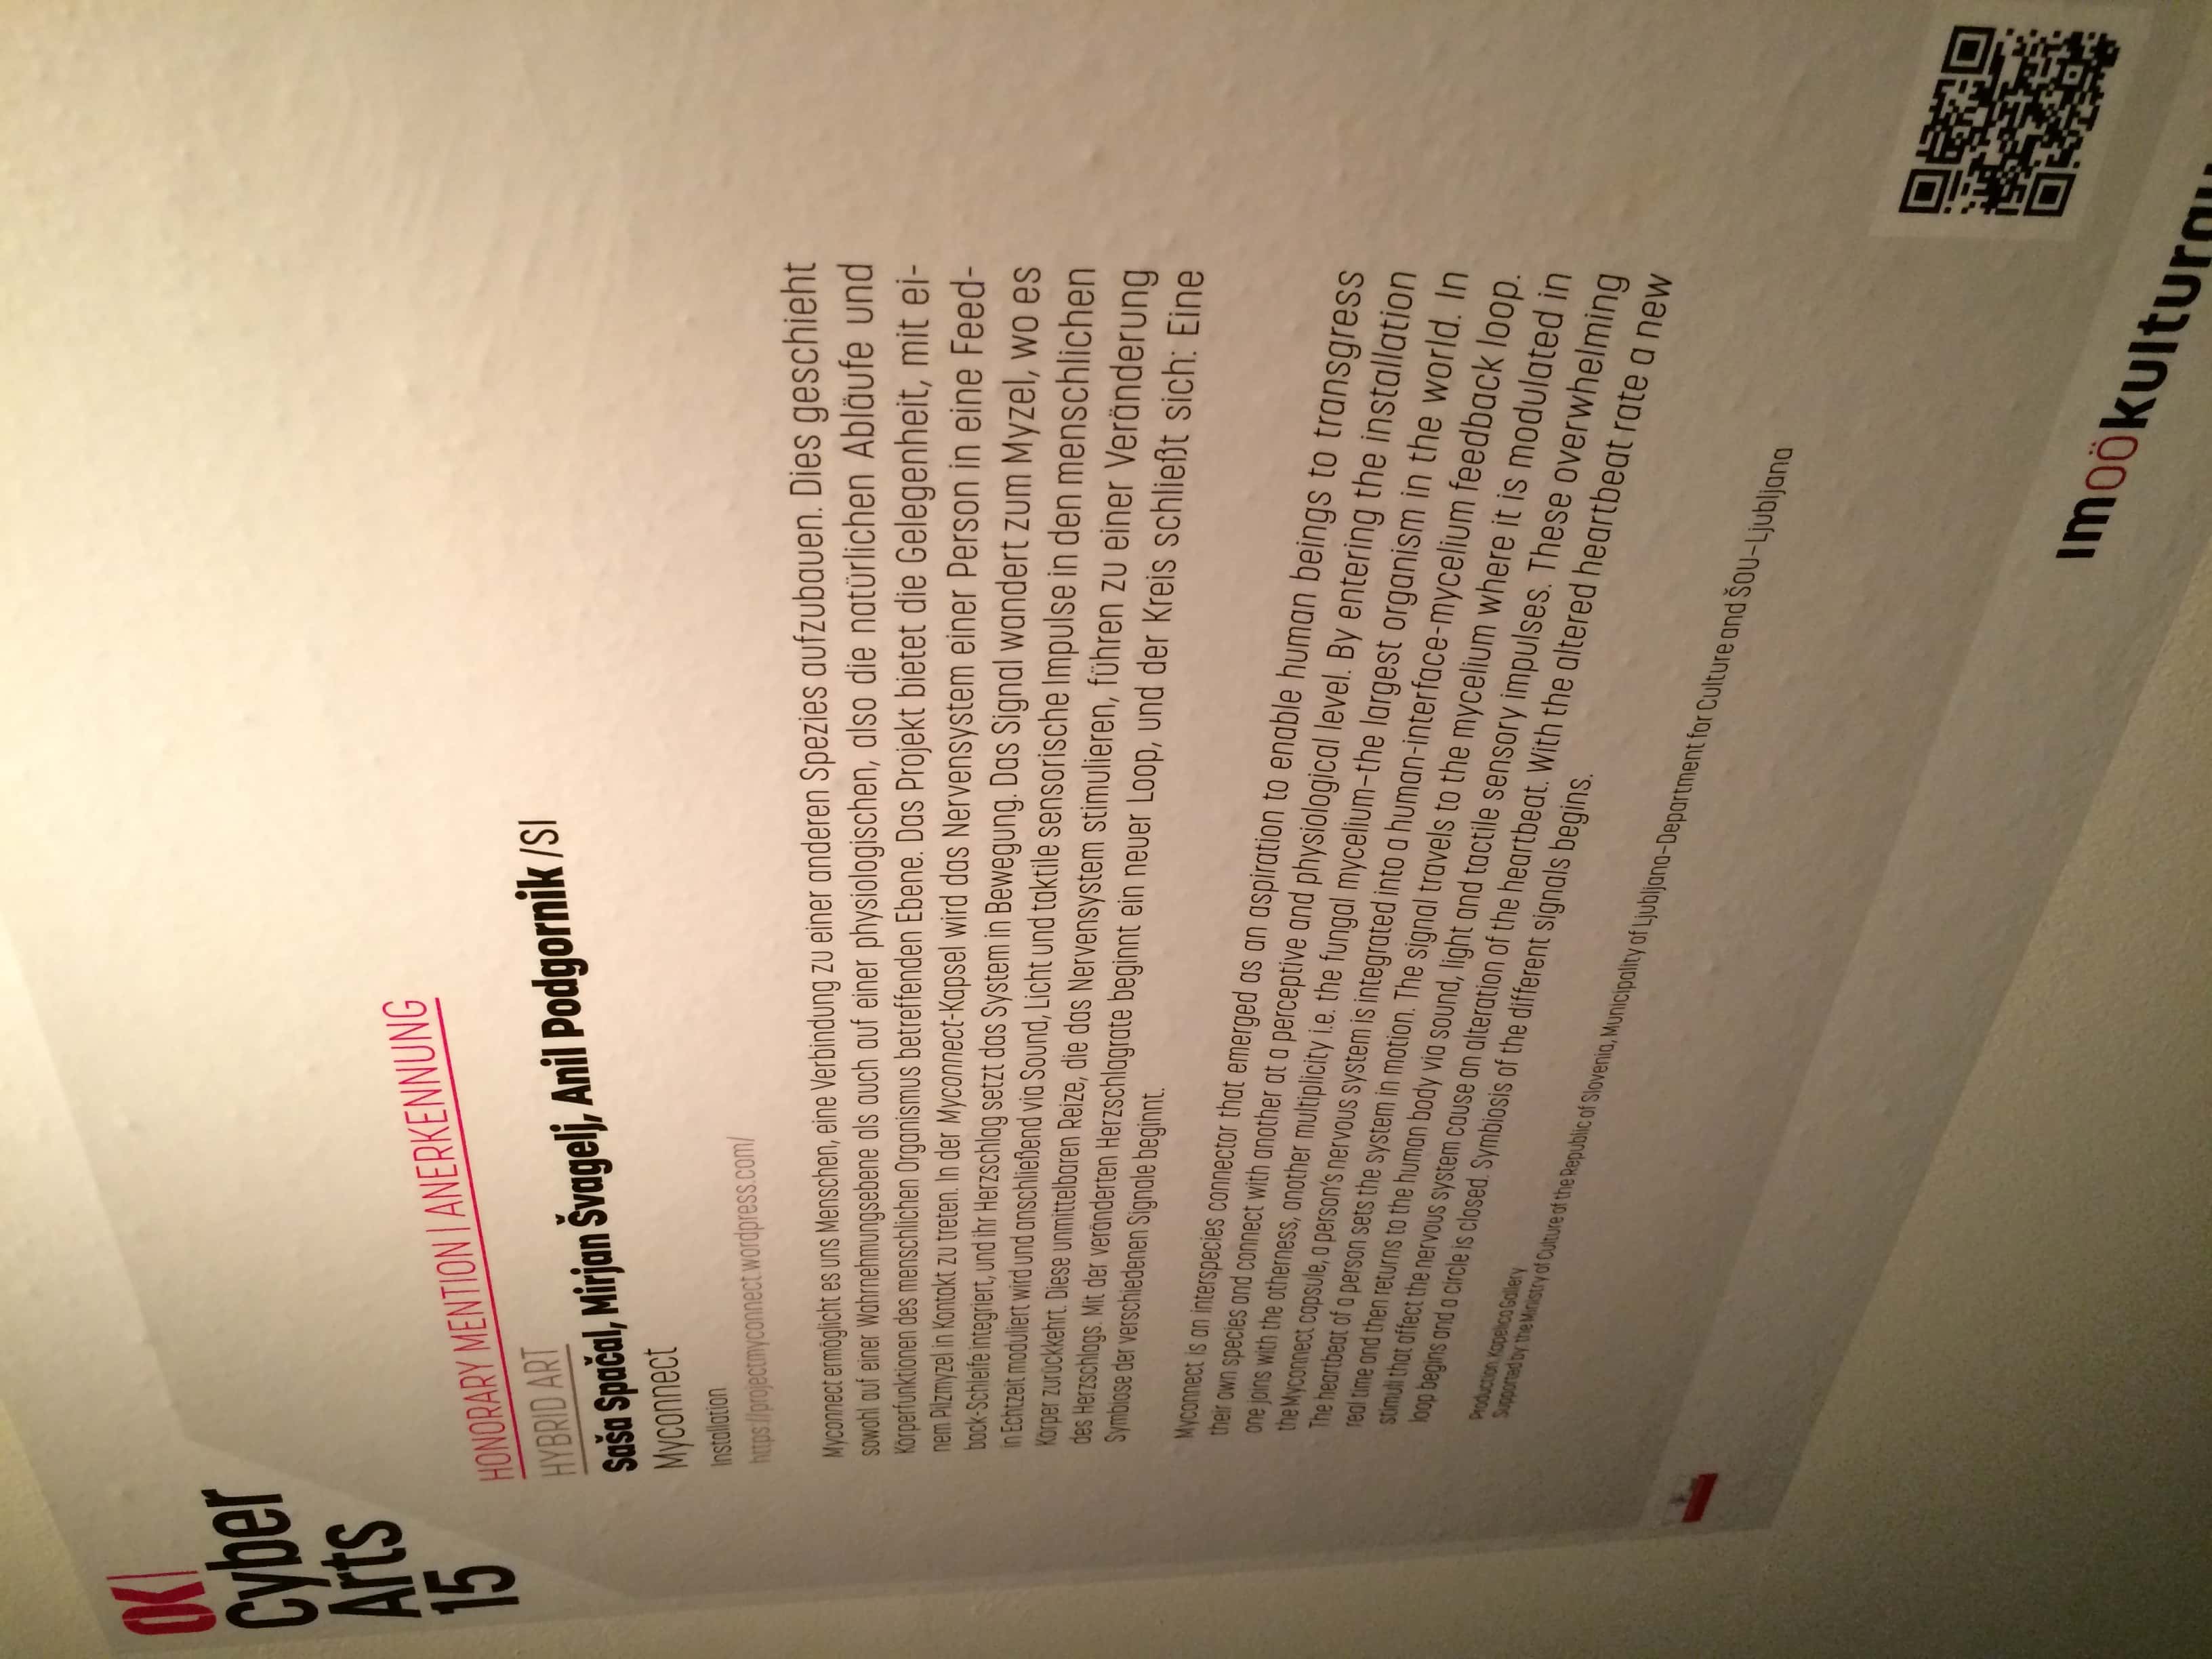 OK|
Cyber
Arts
15
HONORARY MENTION | ANERKENNUNG
HYBRID ART
Saša Spačal, Mirjan Švagelj, Anil Podgornik /SI
Myconnect
Installation
https://projectmyconnect.wordpress.com/
Myconnect ermöglicht es uns Menschen, eine Verbindung zu einer anderen Spezies aufzubauen. Dies geschieht
sowohl auf einer Wahrnehmungsebene als auch auf einer physiologischen, also die natürlichen Abläufe und
Körperfunktionen des menschlichen Organismus betreffenden Ebene. Das Projekt bietet die Gelegenheit, mit ei-
nem Pilzmyzel in Kontakt zu treten. In der Myconnect-Kapsel wird das Nervensystem einer Person in eine Feed-
back-Schleife integriert, und ihr Herzschlag setzt das System in Bewegung. Das Signal wandert zum Myzel, wo es
in Echtzeit moduliert wird und anschließend via Sound, Licht und taktile sensorische Impulse in den menschlichen
Körper zurückkehrt. Diese unmittelbaren Reize, die das Nervensystem stimulieren, führen zu einer Veränderung
des Herzschlags. Mit der veränderten Herzschlagrate beginnt ein neuer Loop, und der Kreis schließt sich: Eine
Symbiose der verschiedenen Signale beginnt.
Myconnect is an interspecies connector that emerged as an aspiration to enable human beings to transgress
their own species and connect with another at a perceptive and physiological level. By entering the installation
one joins with the otherness, another multiplicity i.e. the fungal mycelium–the largest organism in the world. In
the Myconnect capsule, a person's nervous system is integrated into a human-interface-mycelium feedback loop.
The heartbeat of a person sets the system in motion. The signal travels to the mycelium where it is modulated in
real time and then returns to the human body via sound, light and tactile sensory impulses. These overwhelming
stimuli that affect the nervous system cause an alteration of the heartbeat. With the altered heartbeat rate a new
loop begins and a circle is closed. Symbiosis of the different signals begins.
Production: Kapelica Gallery
Supported by: the Ministry of Culture of the Republic of Slovenia, Municipality of Ljubljana–Department for Culture and Šou–Ljubljana
imoökulturqu